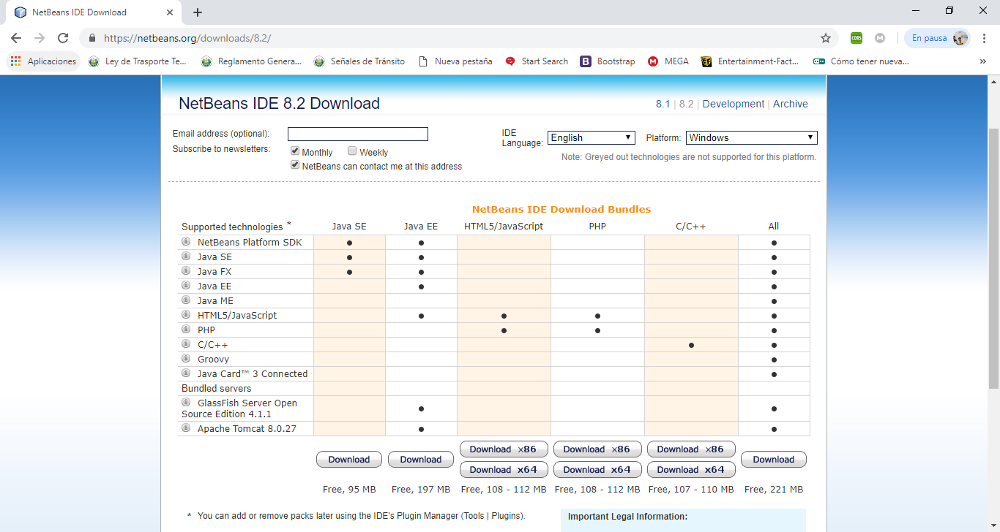 NetBeans IDE Download
https://netbeans.org/downloads/8.2/
CORS
M
En pausa
Aplicaciones
Ley de Trasporte Te...
Reglamento Genera...
Señales de Tránsito
Nueva pestaña
Start Search
B Bootstrap
M MEGA
Entertainment-Fact...
Cómo tener nueva...
»
NetBeans IDE 8.2 Download
8.1 | 8.2 | Development | Archive
Email address (optional):
IDE Language: English
Platform: Windows
Subscribe to newsletters:
Monthly Weekly
Note: Greyed out technologies are not supported for this platform.
NetBeans can contact me at this address
NetBeans IDE Download Bundles
Supported technologies * Java SE Java EE HTML5/JavaScript PHP C/C++ All
NetBeans Platform SDK
Java SE
Java FX
Java EE
Java ME
HTML5/JavaScript
PHP
C/C++
Groovy
Java Card™ 3 Connected
Bundled servers
GlassFish Server Open
Source Edition 4.1.1
Apache Tomcat 8.0.27
Download x86 Download x86 Download x86
Download Download Download
Download x64 Download x64 Download x64
Free, 95 MB Free, 197 MB Free, 108 - 112 MB Free, 108 - 112 MB Free, 107 - 110 MB Free, 221 MB
* You can add or remove packs later using the IDE's Plugin Manager (Tools | Plugins).
Important Legal Information: